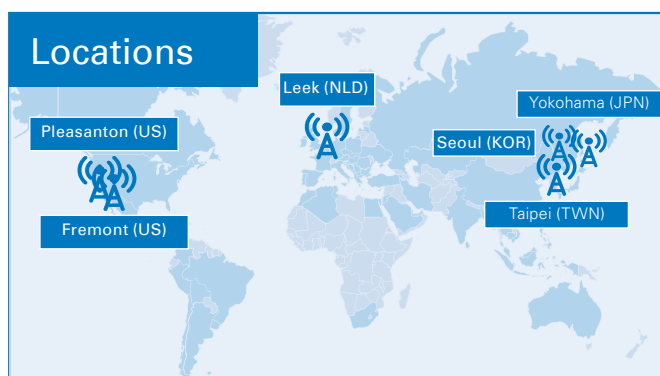 Locations
Leek (NLD)
Yokohama (JPN)
Pleasanton (US)
Seoul (KOR)
Taipei (TWN)
Fremont (US)